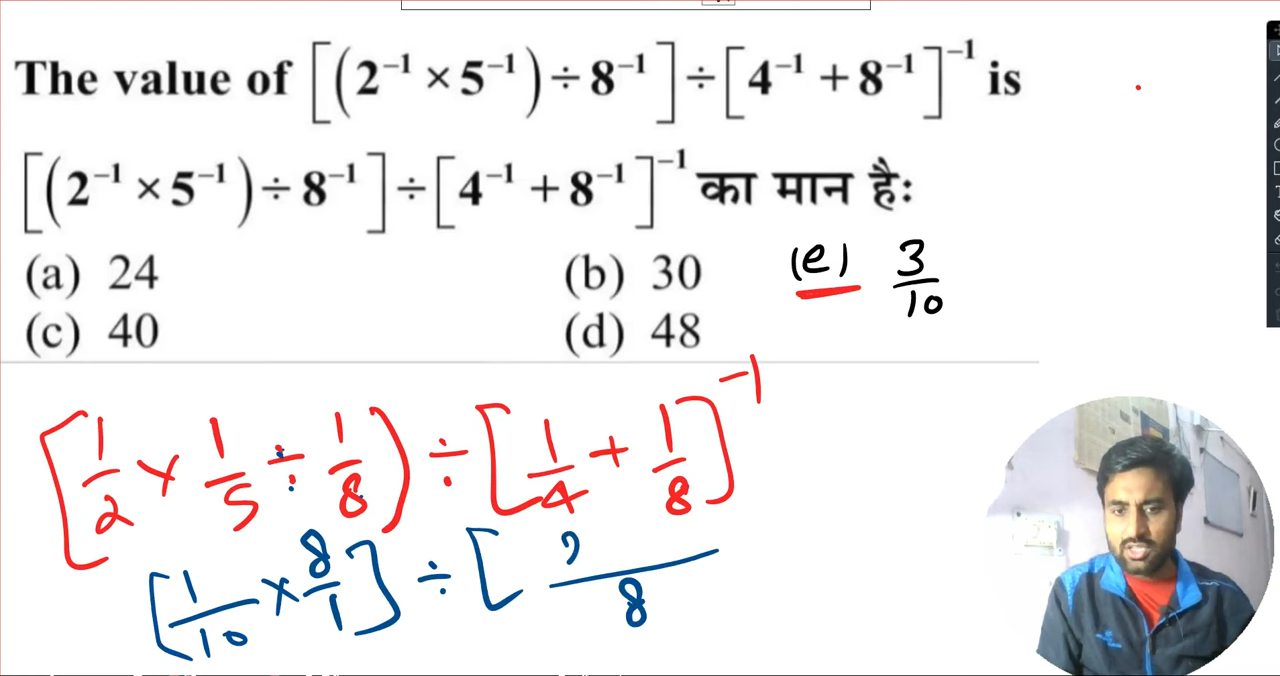 The value of [(2⁻¹ × 5⁻¹) ÷ 8⁻¹] ÷ [4⁻¹ + 8⁻¹]⁻¹ is
[(2⁻¹ × 5⁻¹) ÷ 8⁻¹] ÷ [4⁻¹ + 8⁻¹]⁻¹ का मान है:
(a) 24 (b) 30 (e) 3/10
(c) 40 (d) 48
[1/2 × 1/5 ÷ 1/8) ÷ [1/4 + 1/8]⁻¹
[1/10 × 8/1] ÷ [ /8